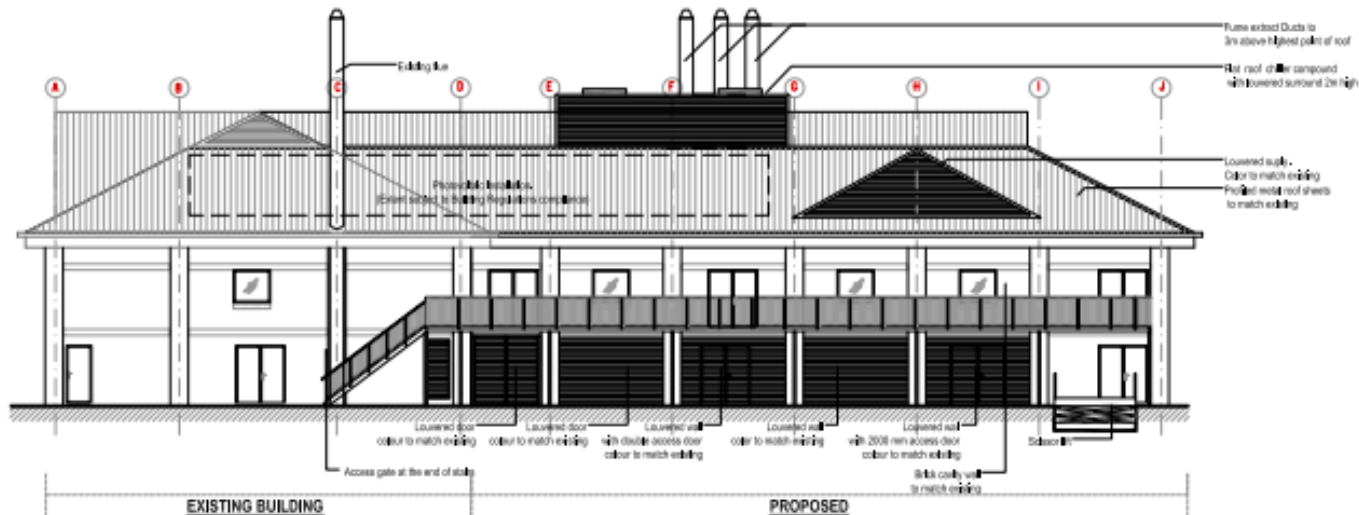 Fume extract Ducts to
3m above highest point of roof
Existing flue
Flat roof chiller compound
with louvered surround 2m high
A
B
C
D
E
F
G
H
I
J
Louvered suply.
Color to match existing
Profiled metal roof sheets
to match existing
Photovoltaic Installation.
(Extent subject to Building Regulations compliance)
Louvered door
colour to match existing
Louvered door
colour to match existing
Louvered wall
with double access door
colour to match existing
Louvered wall
color to match existing
Louvered wall
with 2000 mm access door
colour to match existing
Scissor lift
Access gate at the end of stairs
Brick cavity wall
to match existing
EXISTING BUILDING
PROPOSED